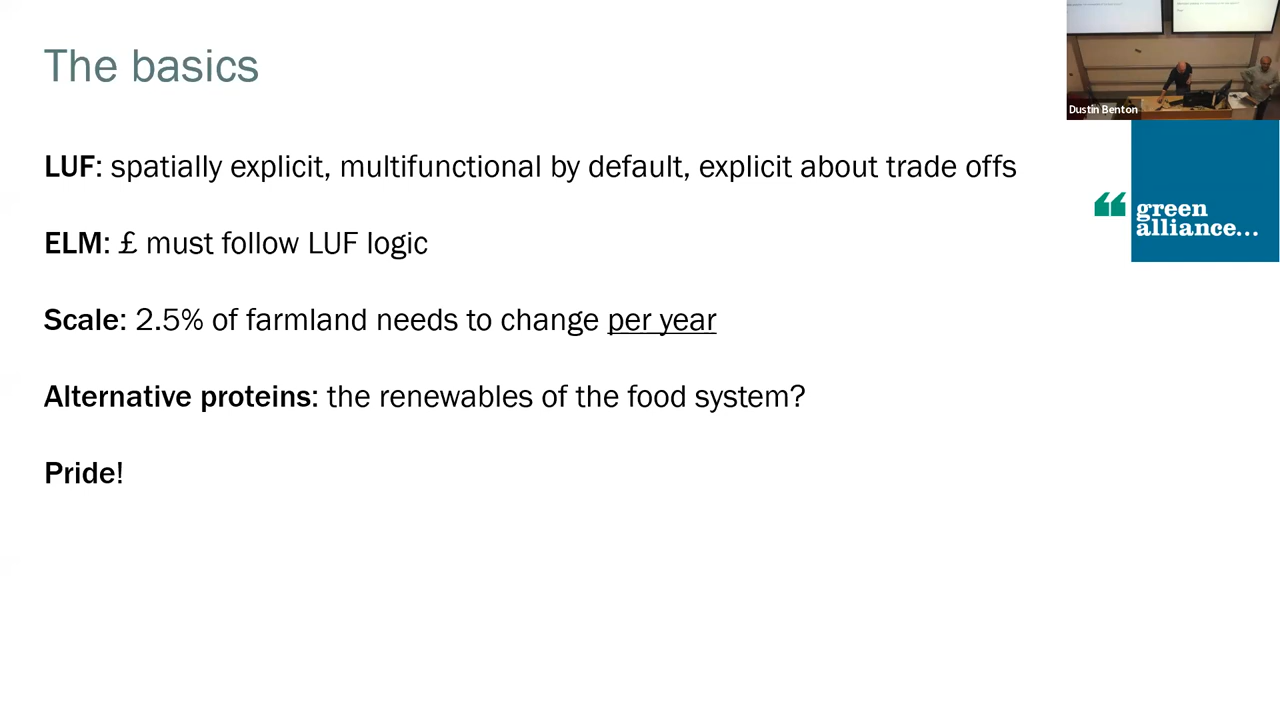 The basics
Dustin Benton
LUF: spatially explicit, multifunctional by default, explicit about trade offs
green
alliance...
ELM: £ must follow LUF logic
Scale: 2.5% of farmland needs to change per year
Alternative proteins: the renewables of the food system?
Pride!